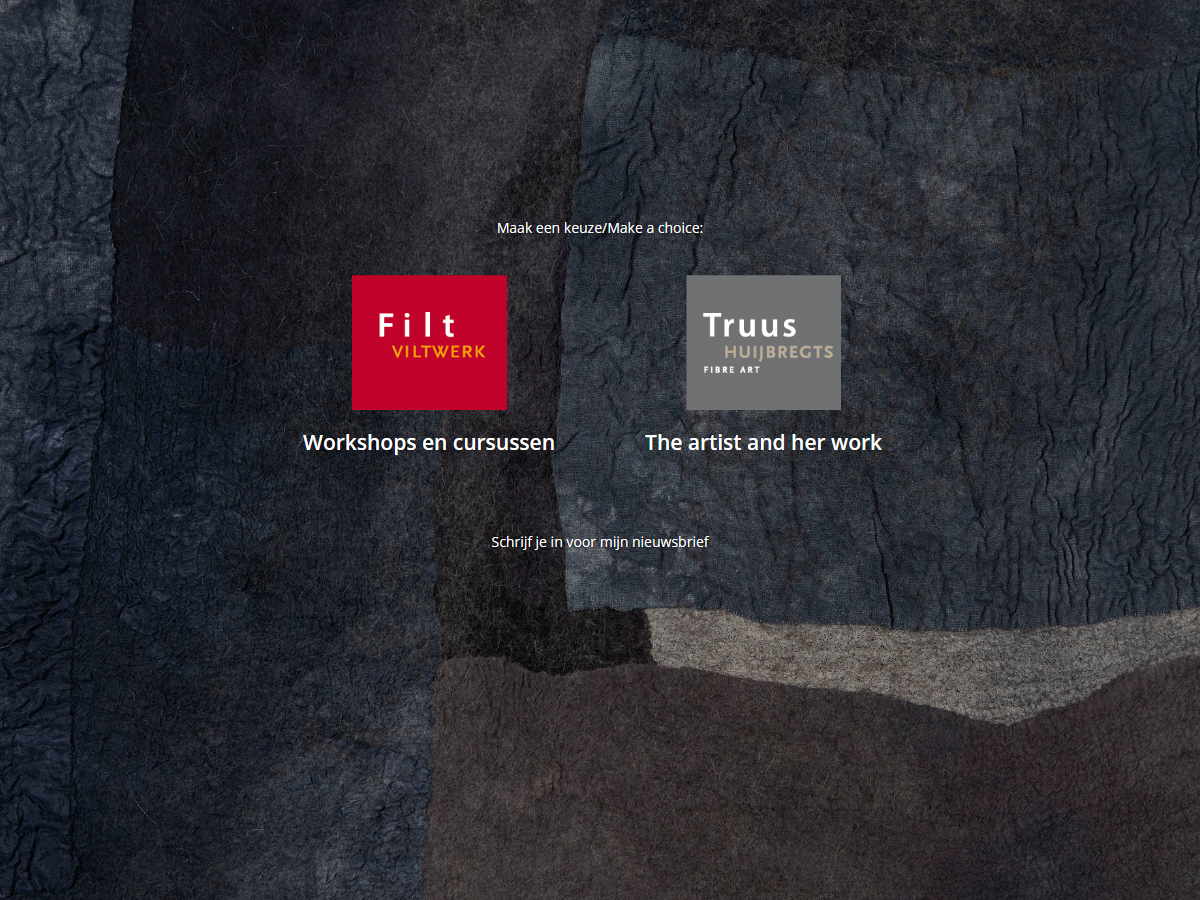 Maak een keuze/Make a choice:
Filt
VILTWERK
Truus
HUIJBREGTS
FIBRE ART
Workshops en cursussen
The artist and her work
Schrijf je in voor mijn nieuwsbrief